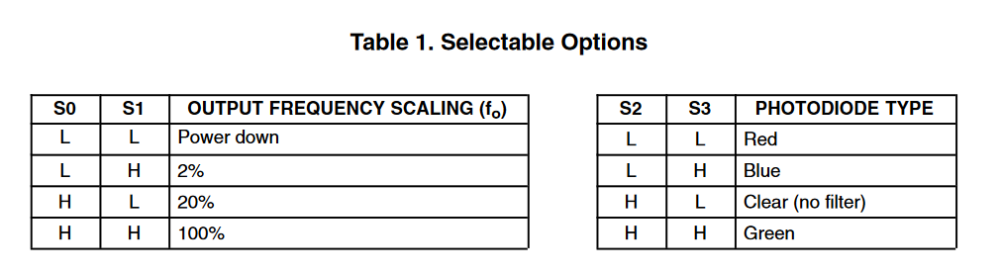 Table 1. Selectable Options
S0 S1 OUTPUT FREQUENCY SCALING (fo)
L L Power down
L H 2%
H L 20%
H H 100%
S2 S3 PHOTODIODE TYPE
L L Red
L H Blue
H L Clear (no filter)
H H Green